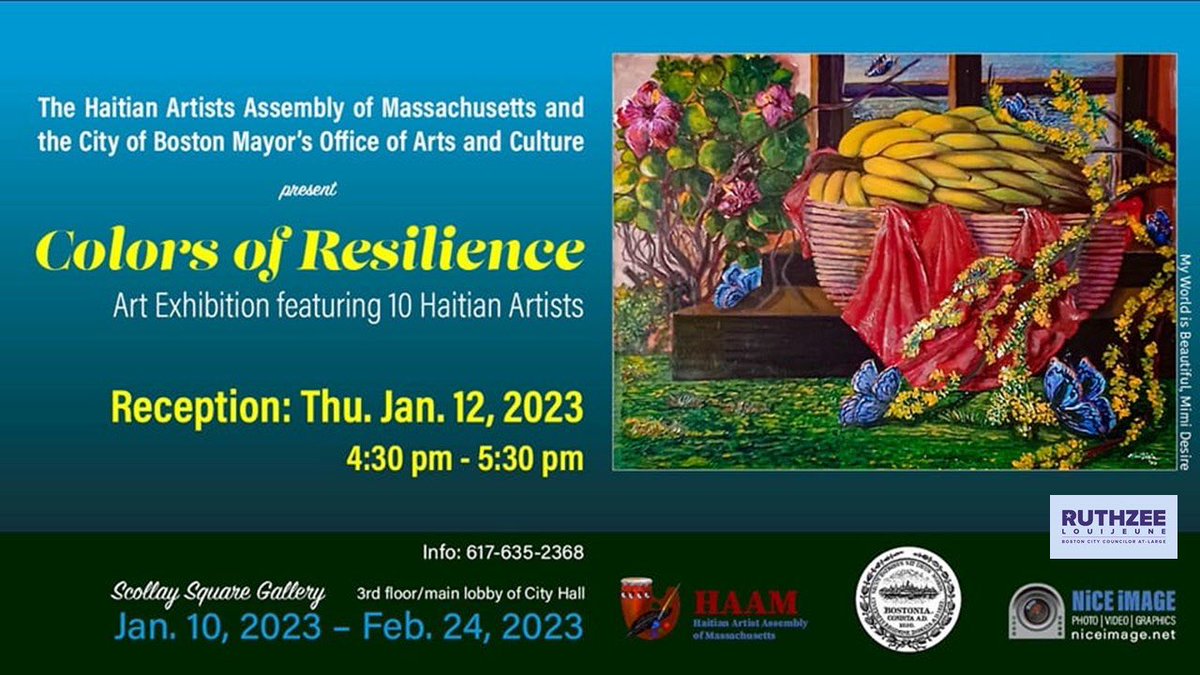 The Haitian Artists Assembly of Massachusetts and
the City of Boston Mayor's Office of Arts and Culture
present
Colors of Resilience
Art Exhibition featuring 10 Haitian Artists
Reception: Thu. Jan. 12, 2023
4:30 pm - 5:30 pm
My World is Beautiful, Mimi Desire
RUTHZEE
LOUIJEUNE
BOSTON CITY COUNCILOR AT-LARGE
Info: 617-635-2368
Scollay Square Gallery
3rd floor/main lobby of City Hall
Jan. 10, 2023 – Feb. 24, 2023
HAAM
Haitian Artist Assembly
of Massachusetts
BOSTONIA.
CONDITA A.D.
1630.
NiCE iMAGE
PHOTO | VIDEO | GRAPHICS
niceimage.net